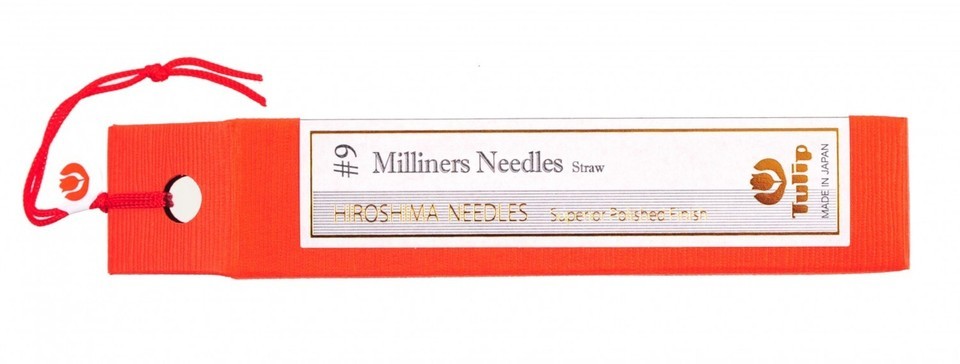 #9
Milliners Needles Straw
HIROSHIMA NEEDLES Superior Polished Finish
Tulip
MADE IN JAPAN